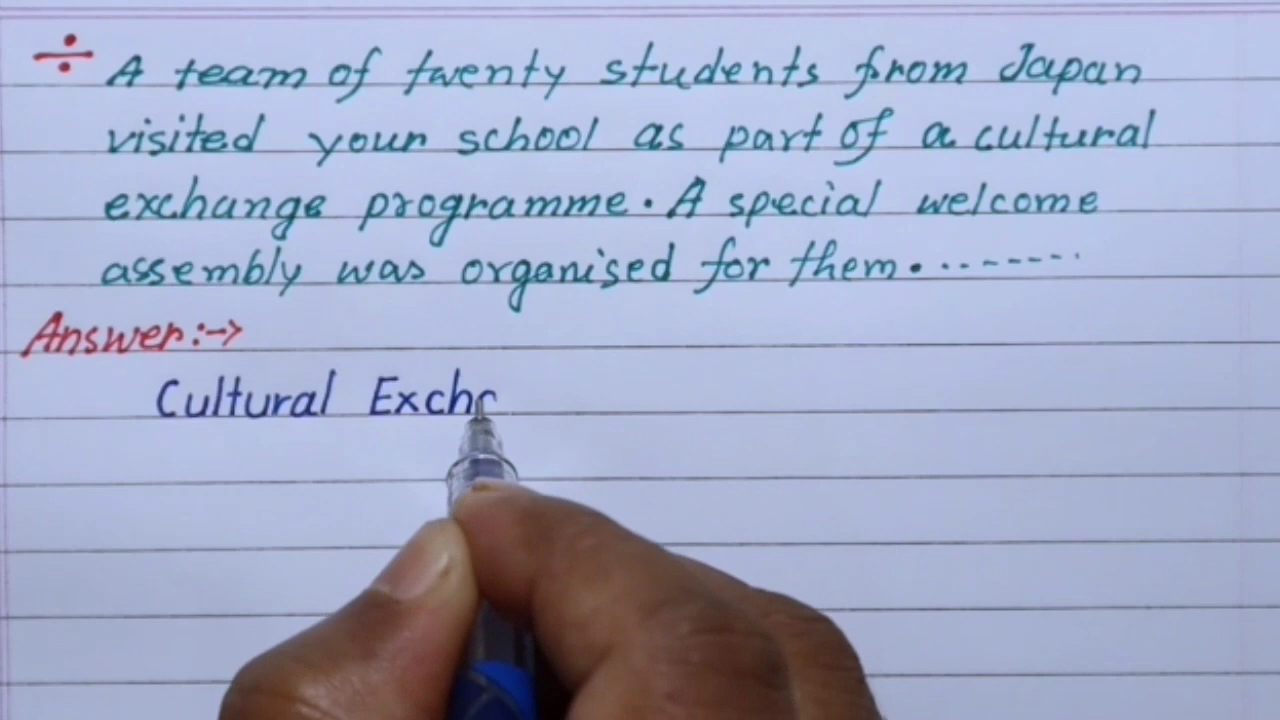 ÷ A team of twenty students from Japan
visited your school as part of a cultural
exchange programme. A special welcome
assembly was organised for them.........
Answer:→
Cultural Excha